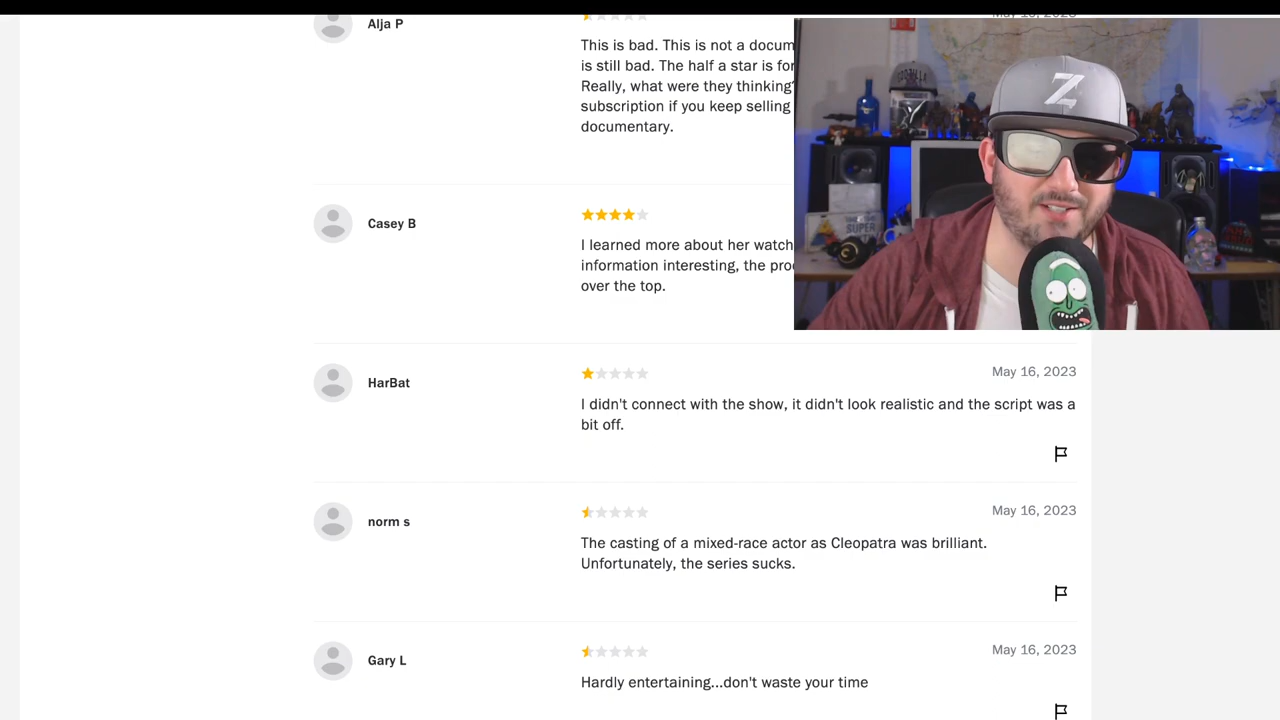 Alja P
This is bad. This is not a docum
is still bad. The half a star is for
Really, what were they thinking?
subscription if you keep selling
documentary.
Casey B
I learned more about her watch
information interesting, the pro
over the top.
HarBat
May 16, 2023
I didn't connect with the show, it didn't look realistic and the script was a
bit off.
norm s
May 16, 2023
The casting of a mixed-race actor as Cleopatra was brilliant.
Unfortunately, the series sucks.
Gary L
May 16, 2023
Hardly entertaining...don't waste your time
Z
SUPER